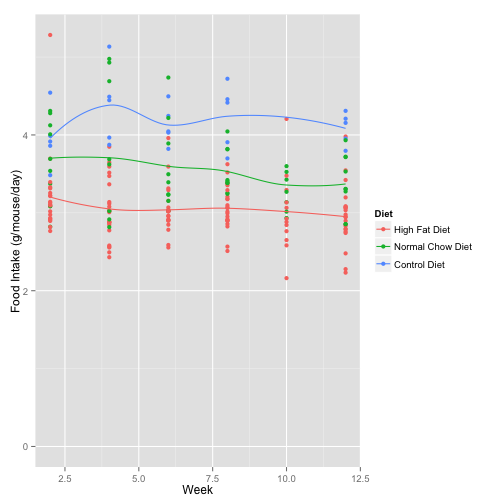 Food Intake (g/mouse/day)
4
2
0
2.5 5.0 7.5 10.0 12.5
Week
Diet
High Fat Diet
Normal Chow Diet
Control Diet